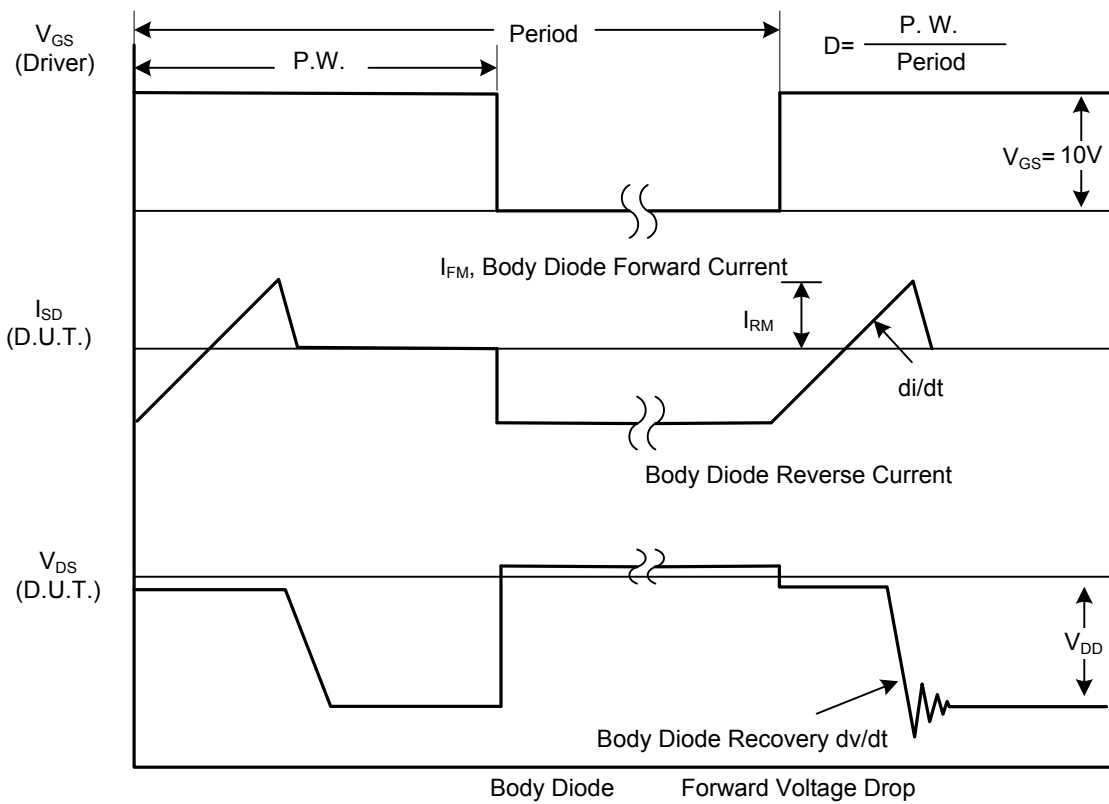 V_GS
(Driver)
Period
P.W.
D= P. W.
Period
V_GS= 10V
I_FM, Body Diode Forward Current
I_SD
(D.U.T.)
I_RM
di/dt
Body Diode Reverse Current
V_DS
(D.U.T.)
V_DD
Body Diode Recovery dv/dt
Body Diode Forward Voltage Drop